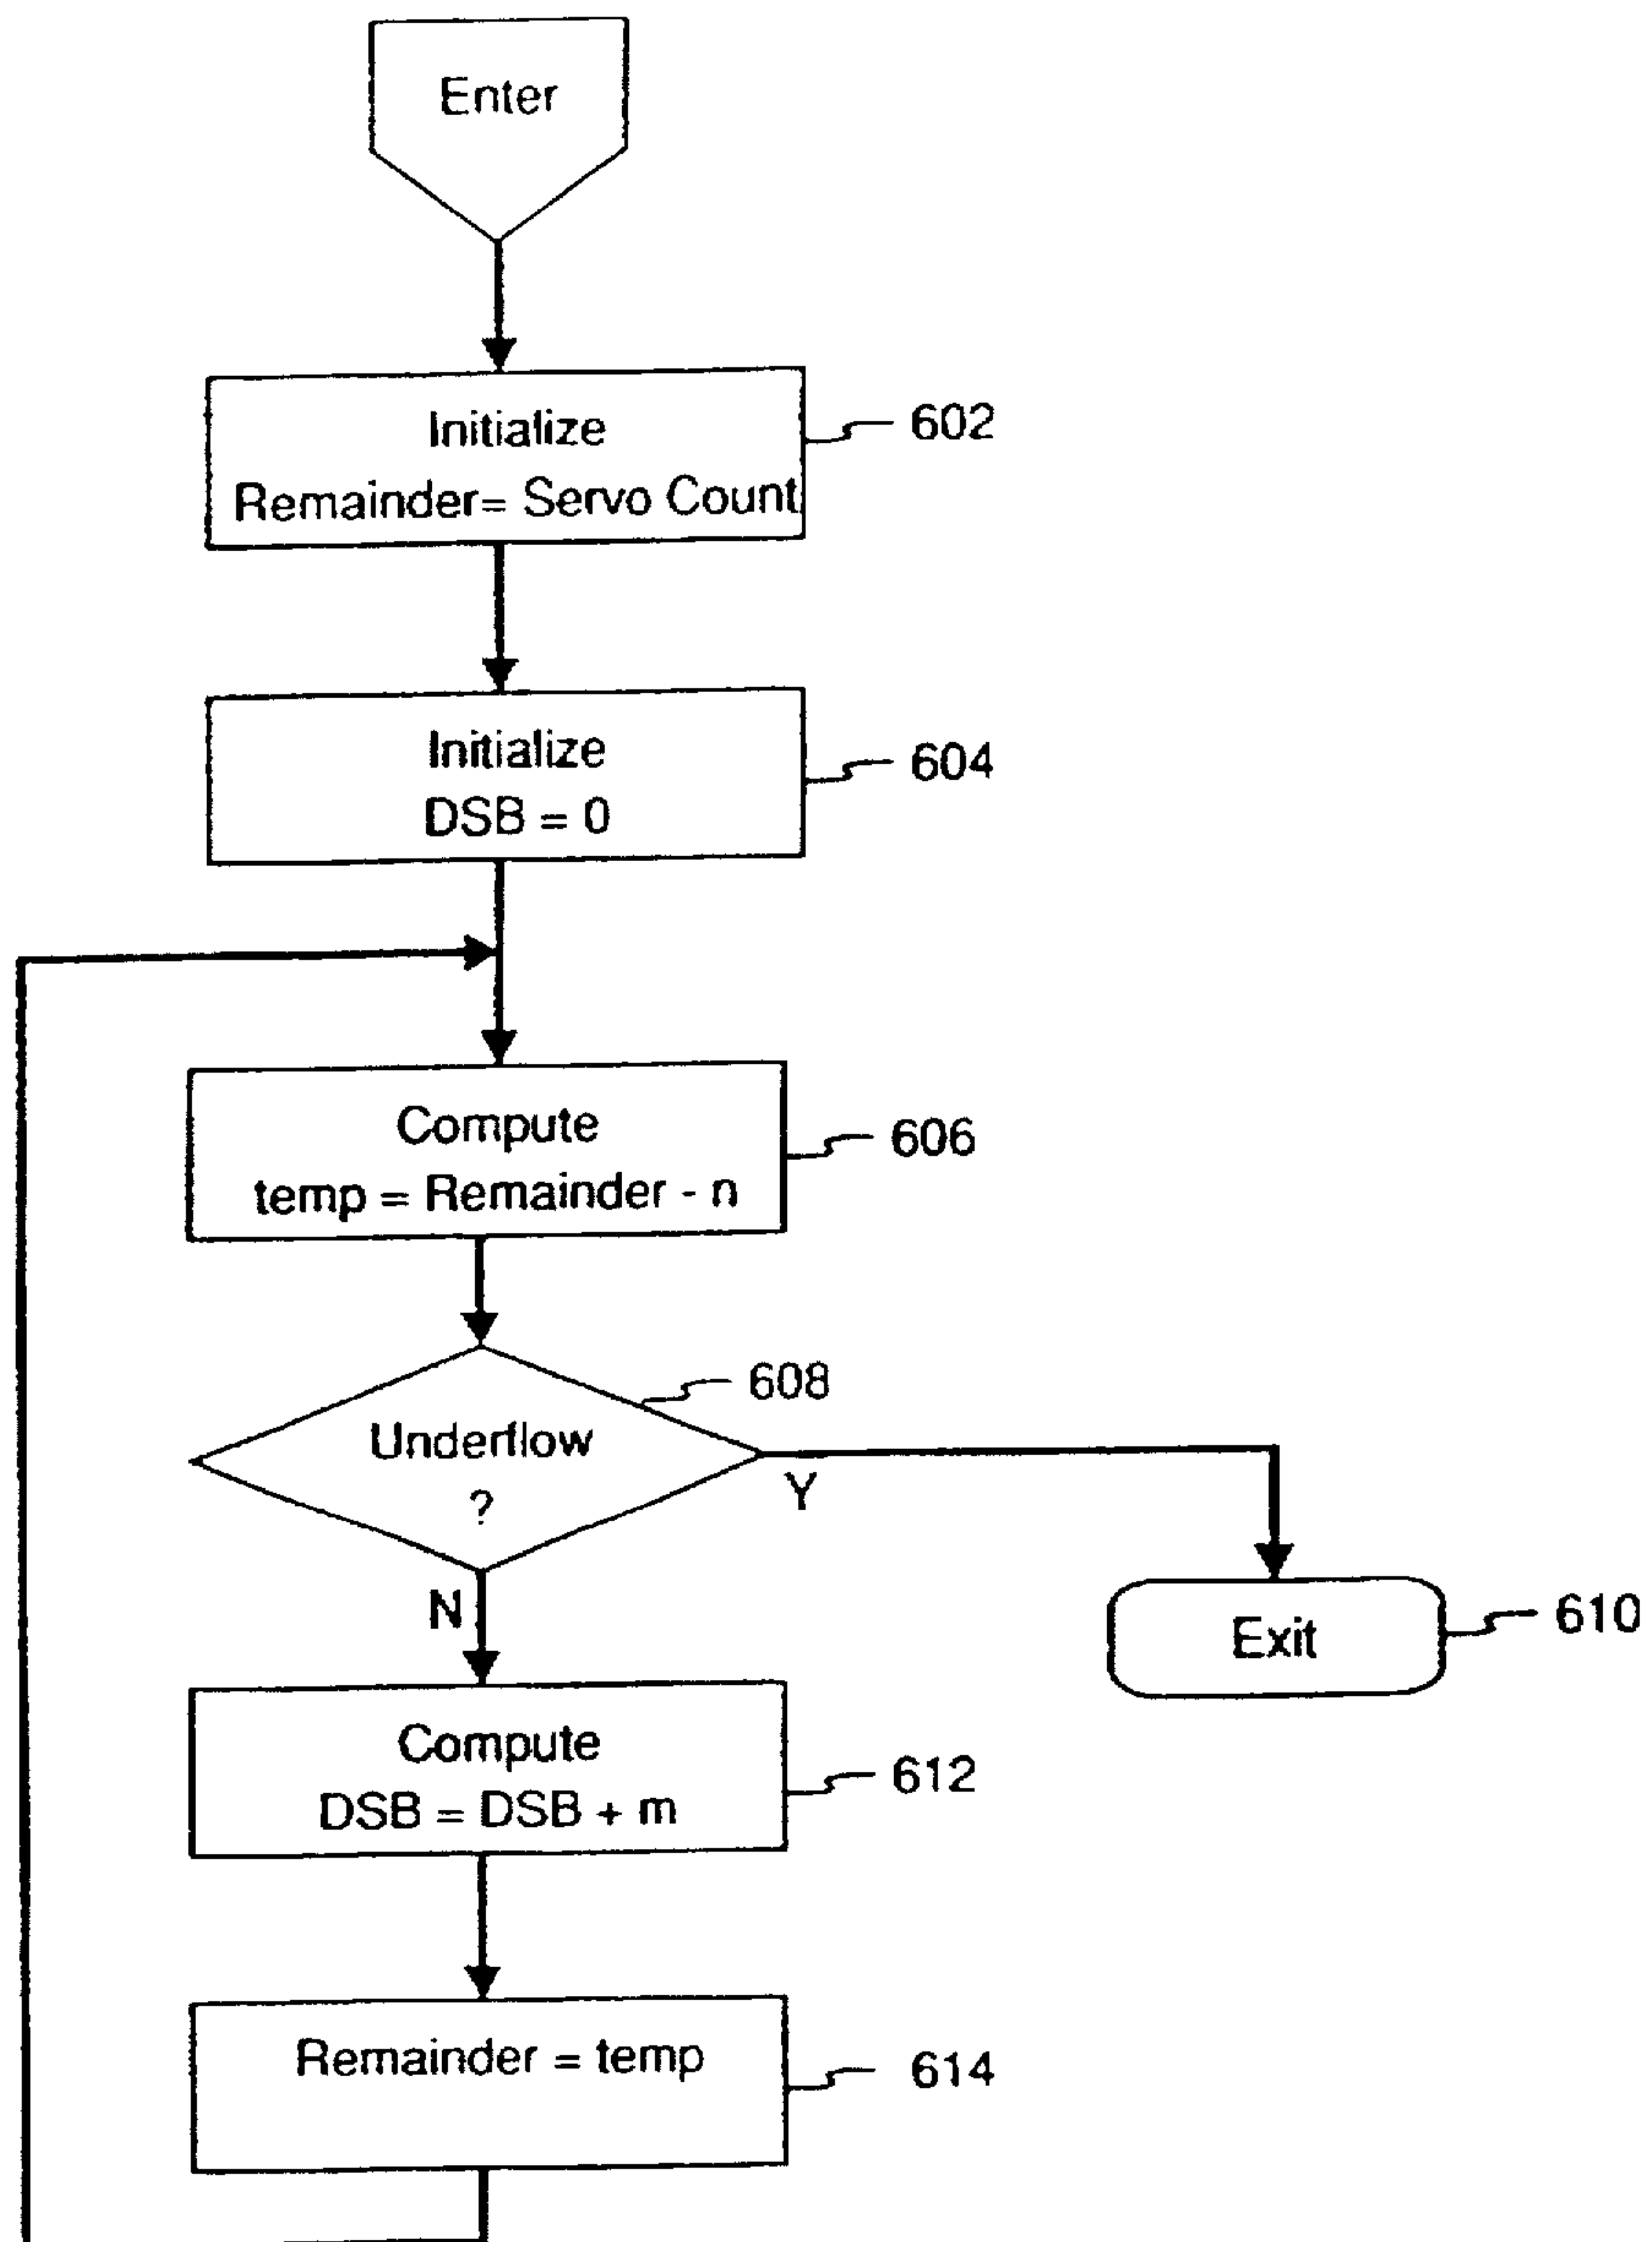 Enter
Initialize
Remainder= Servo Count
602
Initialize
DSB = 0
604
Compute
temp = Remainder - n
606
Underflow
?
608
Y
N
Exit
610
Compute
DSB = DSB + m
612
Remainder = temp
614